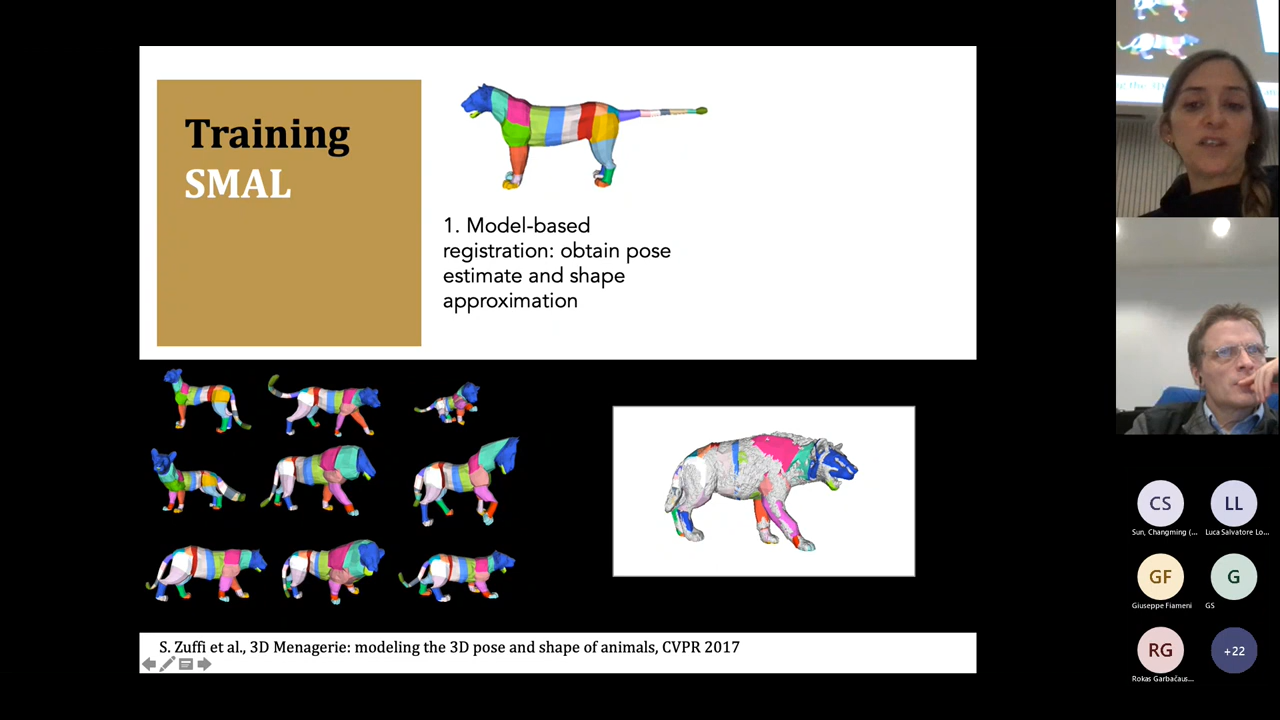 Training
SMAL
1. Model-based
registration: obtain pose
estimate and shape
approximation
S. Zuffi et al., 3D Menagerie: modeling the 3D pose and shape of animals, CVPR 2017
CS
LL
Sun, Changming (...
Luca Salvatore Lo...
GF
G
Giuseppe Fiameni
GS
RG
+22
Rokas Garbačaus...